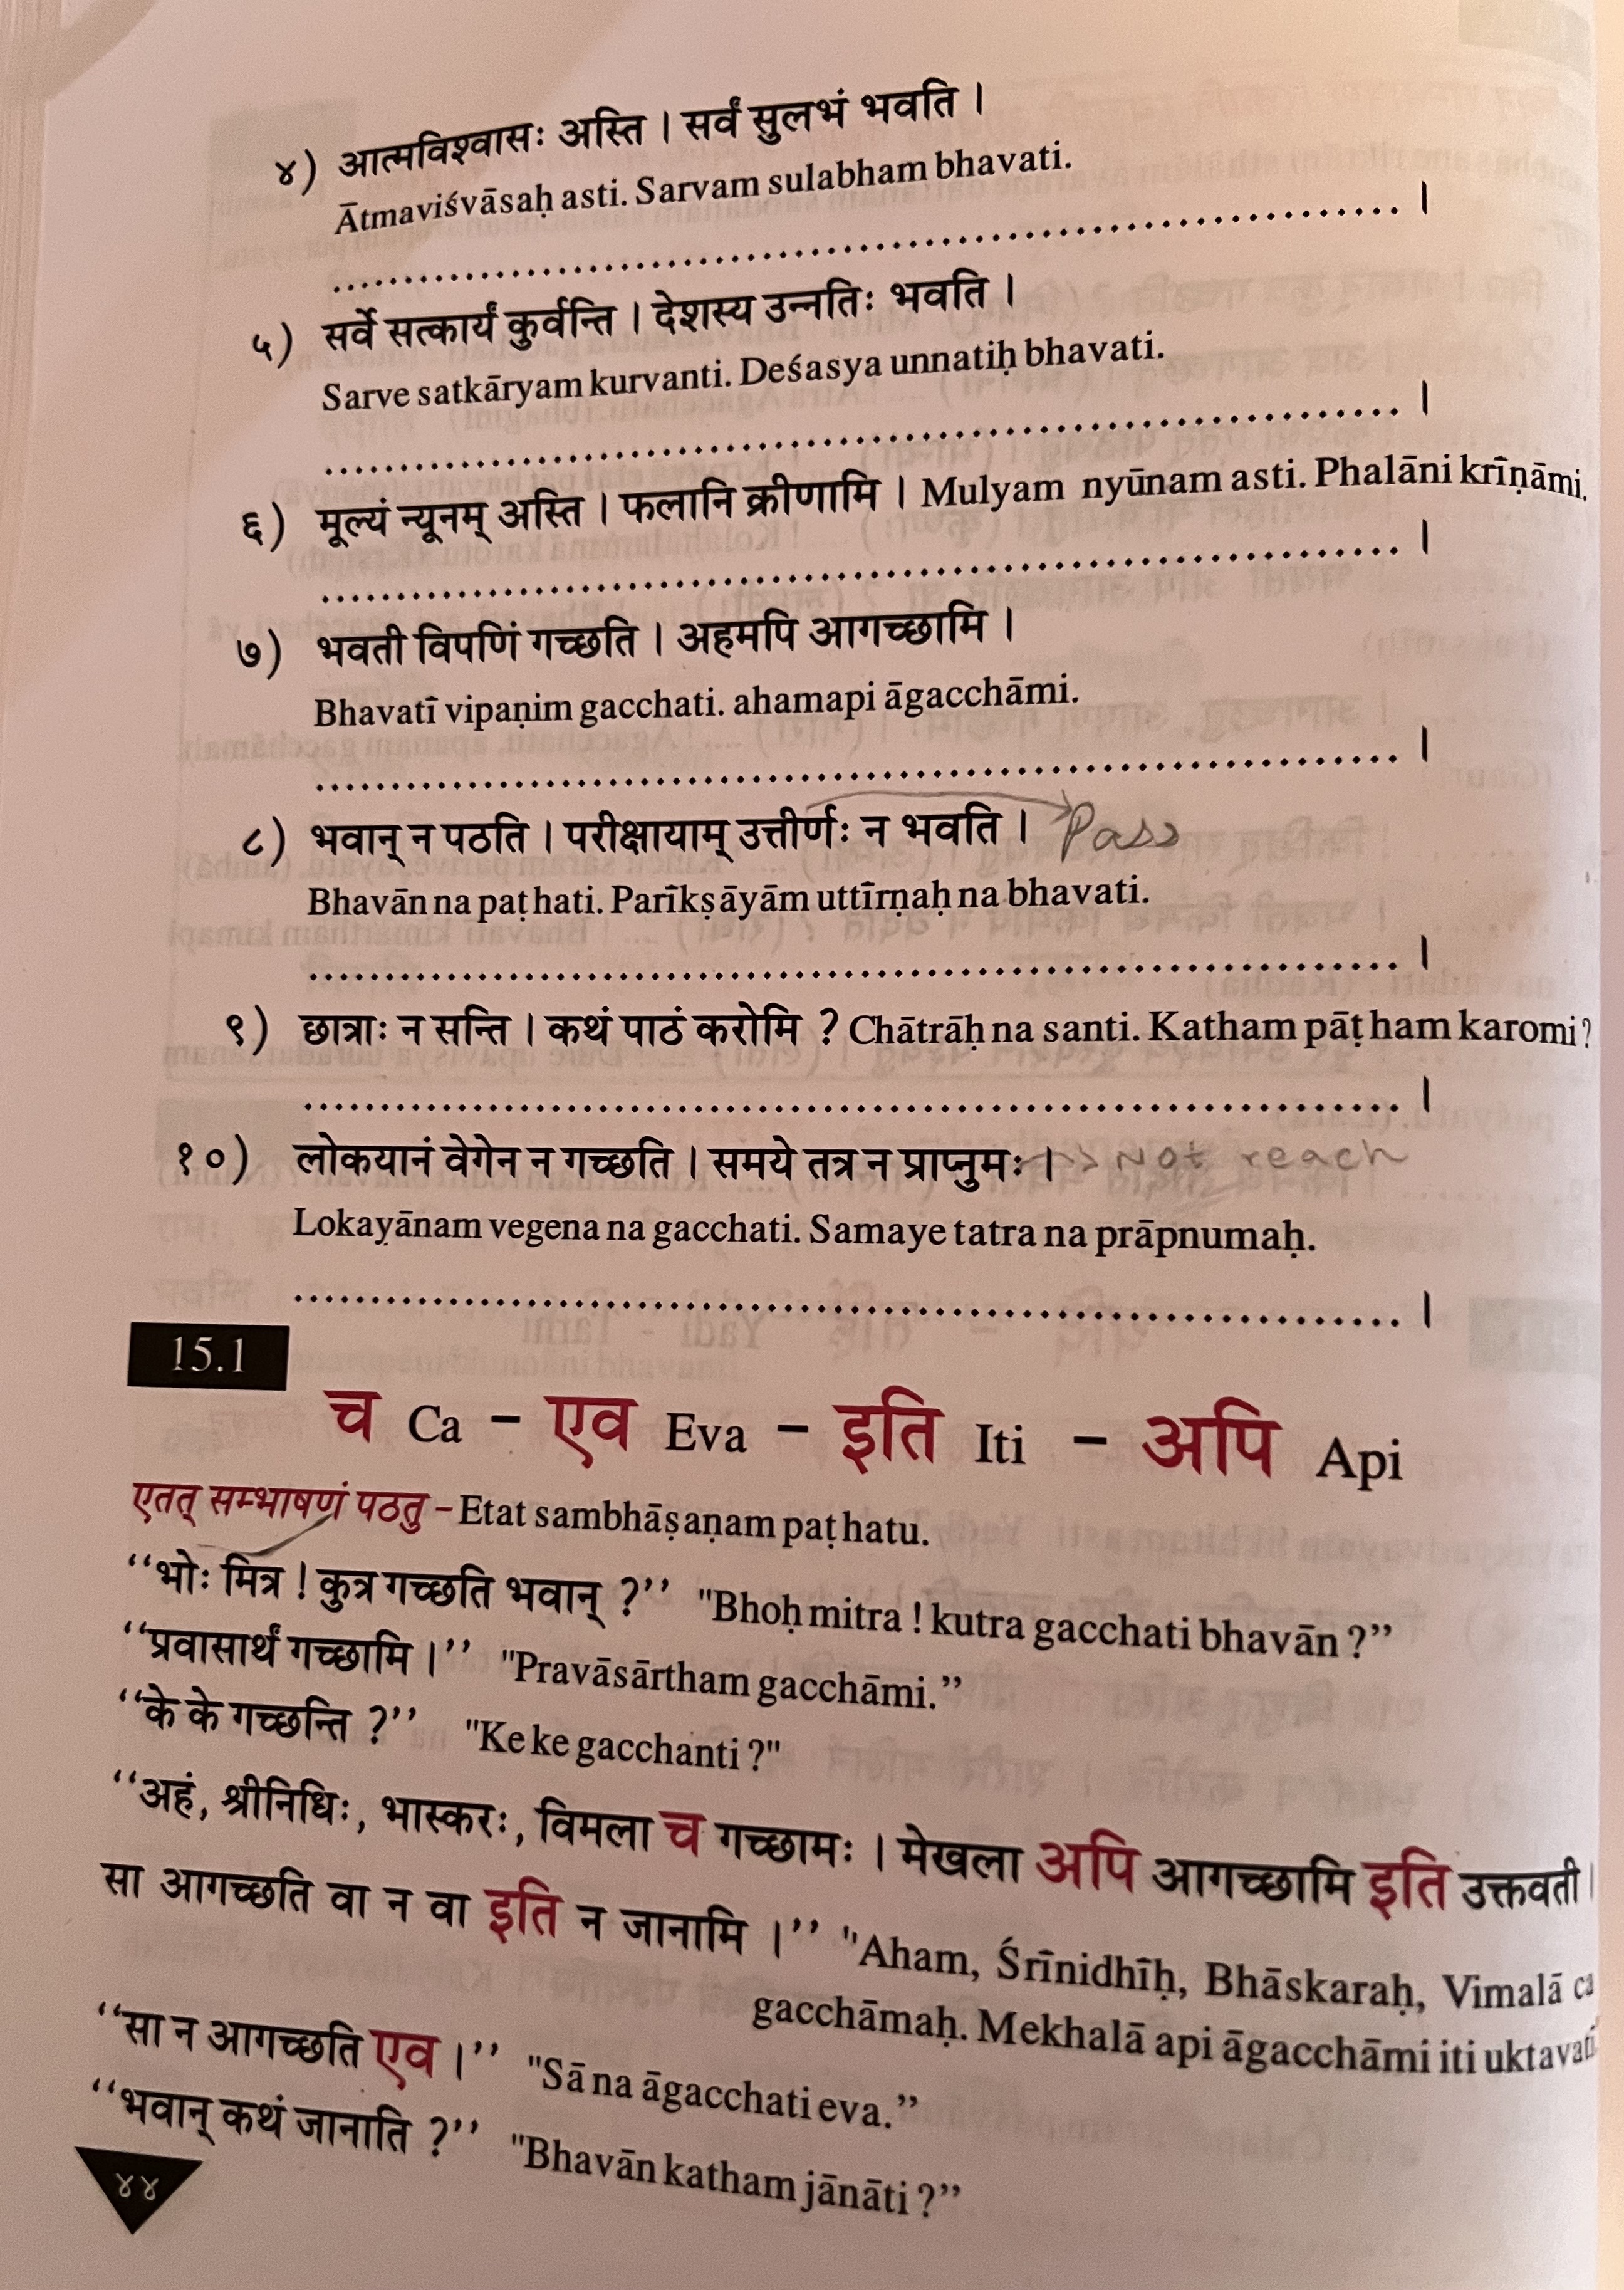 ४) आत्मविश्वासः अस्ति । सर्वं सुलभं भवति ।
Ātmaviśvāsaḥ asti. Sarvam sulabham bhavati.
.................................................. ।
५) सर्वे सत्कार्यं कुर्वन्ति । देशस्य उन्नतिः भवति ।
Sarve satkāryam kurvanti. Deśasya unnatiḥ bhavati.
.................................................. ।
६) मूल्यं न्यूनम् अस्ति । फलानि क्रीणामि । Mulyam nyūnam asti. Phalāni krīṇāmi.
.................................................. ।
७) भवती विपणिं गच्छति । अहमपि आगच्छामि ।
Bhavatī vipaṇim gacchati. ahamapi āgacchāmi.
.................................................. ।
८) भवान् न पठति । परीक्षायाम् उत्तीर्णः न भवति । Pass
Bhavān na paṭhati. Parīkṣāyām uttīrṇaḥ na bhavati.
.................................................. ।
९) छात्राः न सन्ति । कथं पाठं करोमि ? Chātrāḥ na santi. Katham pāṭham karomi ?
.................................................. ।
१०) लोकयानं वेगेन न गच्छति । समये तत्र न प्राप्नुमः । -> Not reach
Lokayānam vegena na gacchati. Samaye tatra na prāpnumaḥ.
.................................................. ।
15.1
च Ca – एव Eva – इति Iti – अपि Api
एतत् सम्भाषणं पठतु – Etat sambhāṣaṇam paṭhatu.
‘‘भोः मित्र ! कुत्र गच्छति भवान् ?’’ "Bhoḥ mitra ! kutra gacchati bhavān ?’’
‘‘प्रवासार्थं गच्छामि ।’’ "Pravāsārtham gacchāmi.’’
‘‘के के गच्छन्ति ?’’ "Ke ke gacchanti ?"
‘‘अहं, श्रीनिधिः, भास्करः, विमला च गच्छामः । मेखला अपि आगच्छामि इति उक्तवती ।
सा आगच्छति वा न वा इति न जानामि ।’’ "Aham, Śrīnidhīḥ, Bhāskaraḥ, Vimalā ca
gacchāmaḥ. Mekhalā api āgacchāmi iti uktavatī
‘‘सा न आगच्छति एव ।’’ "Sā na āgacchati eva.’’
‘‘भवान् कथं जानाति ?’’ "Bhavān katham jānāti ?’’
४४